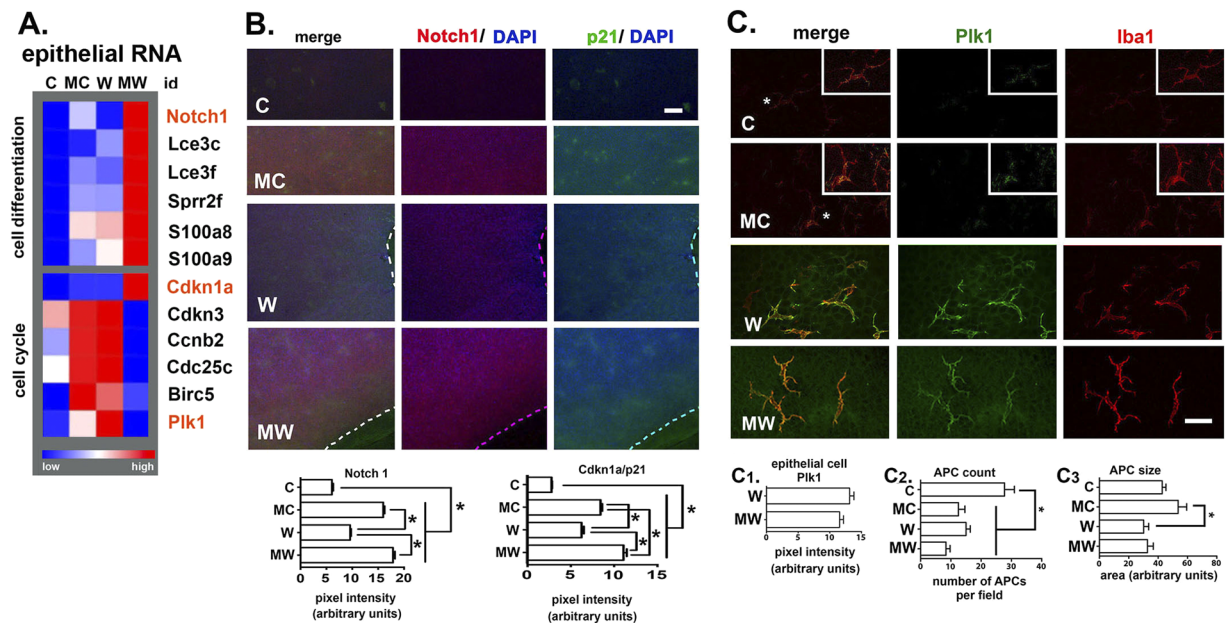 A.
epithelial RNA
C MC W MW id
cell differentiation
Notch1
Lce3c
Lce3f
Sprr2f
S100a8
S100a9
cell cycle
Cdkn1a
Cdkn3
Ccnb2
Cdc25c
Birc5
Plk1
low high
B.
merge Notch1/ DAPI p21/ DAPI
C
MC
W
MW
Notch 1
C
MC
W
MW
*
*
*
0 5 10 15 20
pixel intensity
(arbitrary units)
Cdkn1a/p21
C
MC
W
MW
*
*
*
*
0 5 10 15
pixel intensity
(arbitrary units)
C.
merge Plk1 Iba1
*
C
MC
*
W
MW
C1.
epithelial cell
Plk1
W
MW
0 5 10 15
pixel intensity
(arbitrary units)
C2.
APC count
C
MC
W
MW
*
0 10 20 30 40
number of APCs
per field
C3
APC size
C
MC
W
MW
*
0 20 40 60 80
area (arbitrary units)